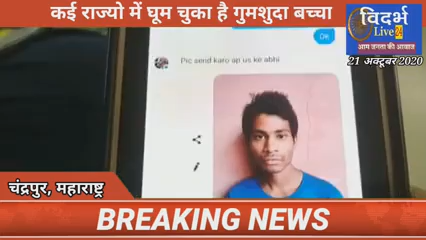 कई राज्यो में घूम चुका है गुमशुदा बच्चा
विदर्भ
Live24
आम जनता की आवाज
21 अक्टूबर 2020
OK
Pic send karo ap us ke abhi
चंद्रपुर, महाराष्ट्र
BREAKING NEWS